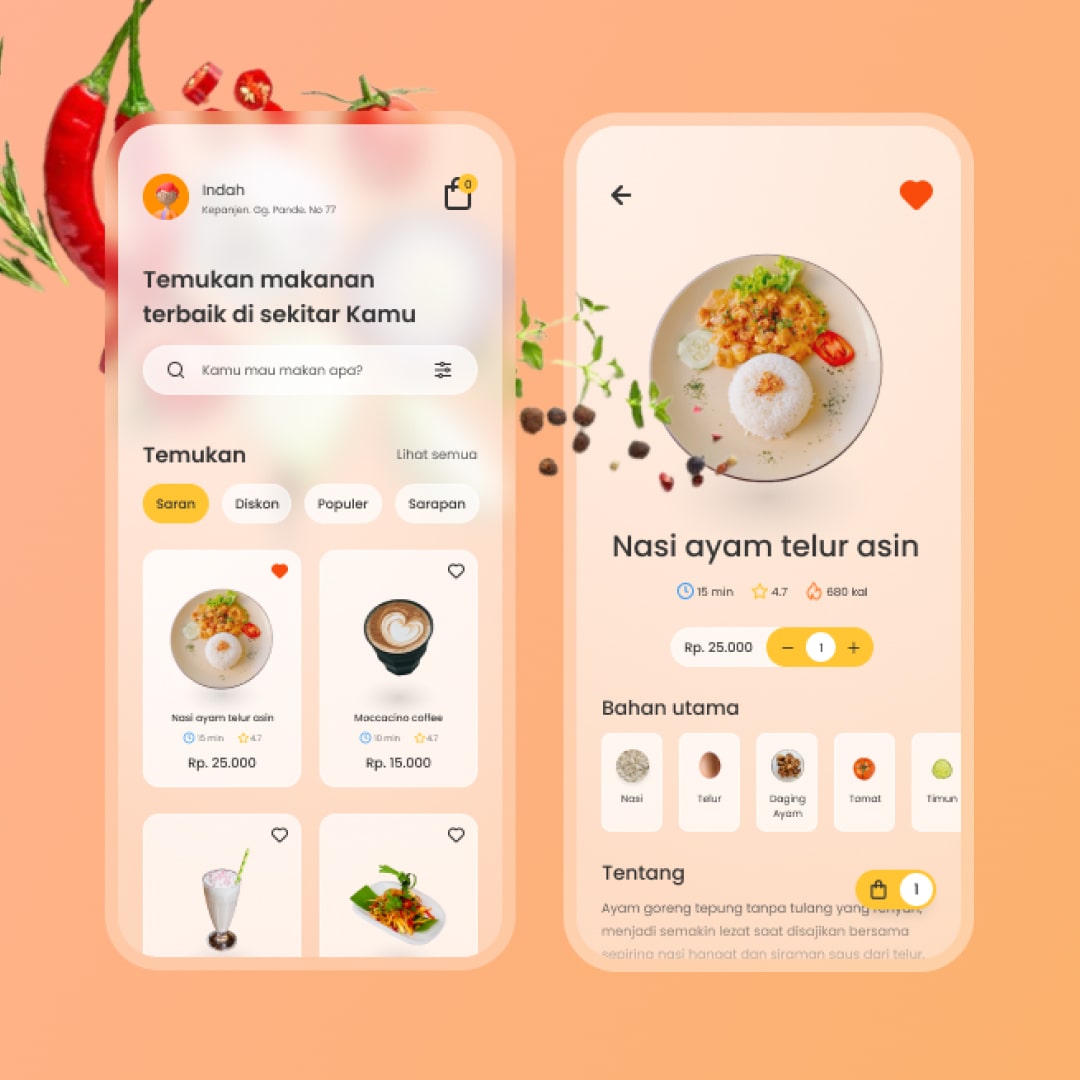 Indah
0
Kepanjen. Gg. Pande. No 77
Temukan makanan
terbaik di sekitar Kamu
Kamu mau makan apa?
Temukan
Lihat semua
Saran
Diskon
Populer
Sarapan
Nasi ayam telur asin
15 min
4.7
Rp. 25.000
Moccacino coffee
10 min
4.7
Rp. 15.000
Nasi ayam telur asin
15 min
4.7
680 kal
Rp. 25.000
1
Bahan utama
Nasi
Telur
Daging
Ayam
Tomat
Timun
Tentang
1
Ayam goreng tepung tanpa tulang yang renyah,
menjadi semakin lezat saat disajikan bersama
sepiring nasi hangat dan siraman saus dari telur.